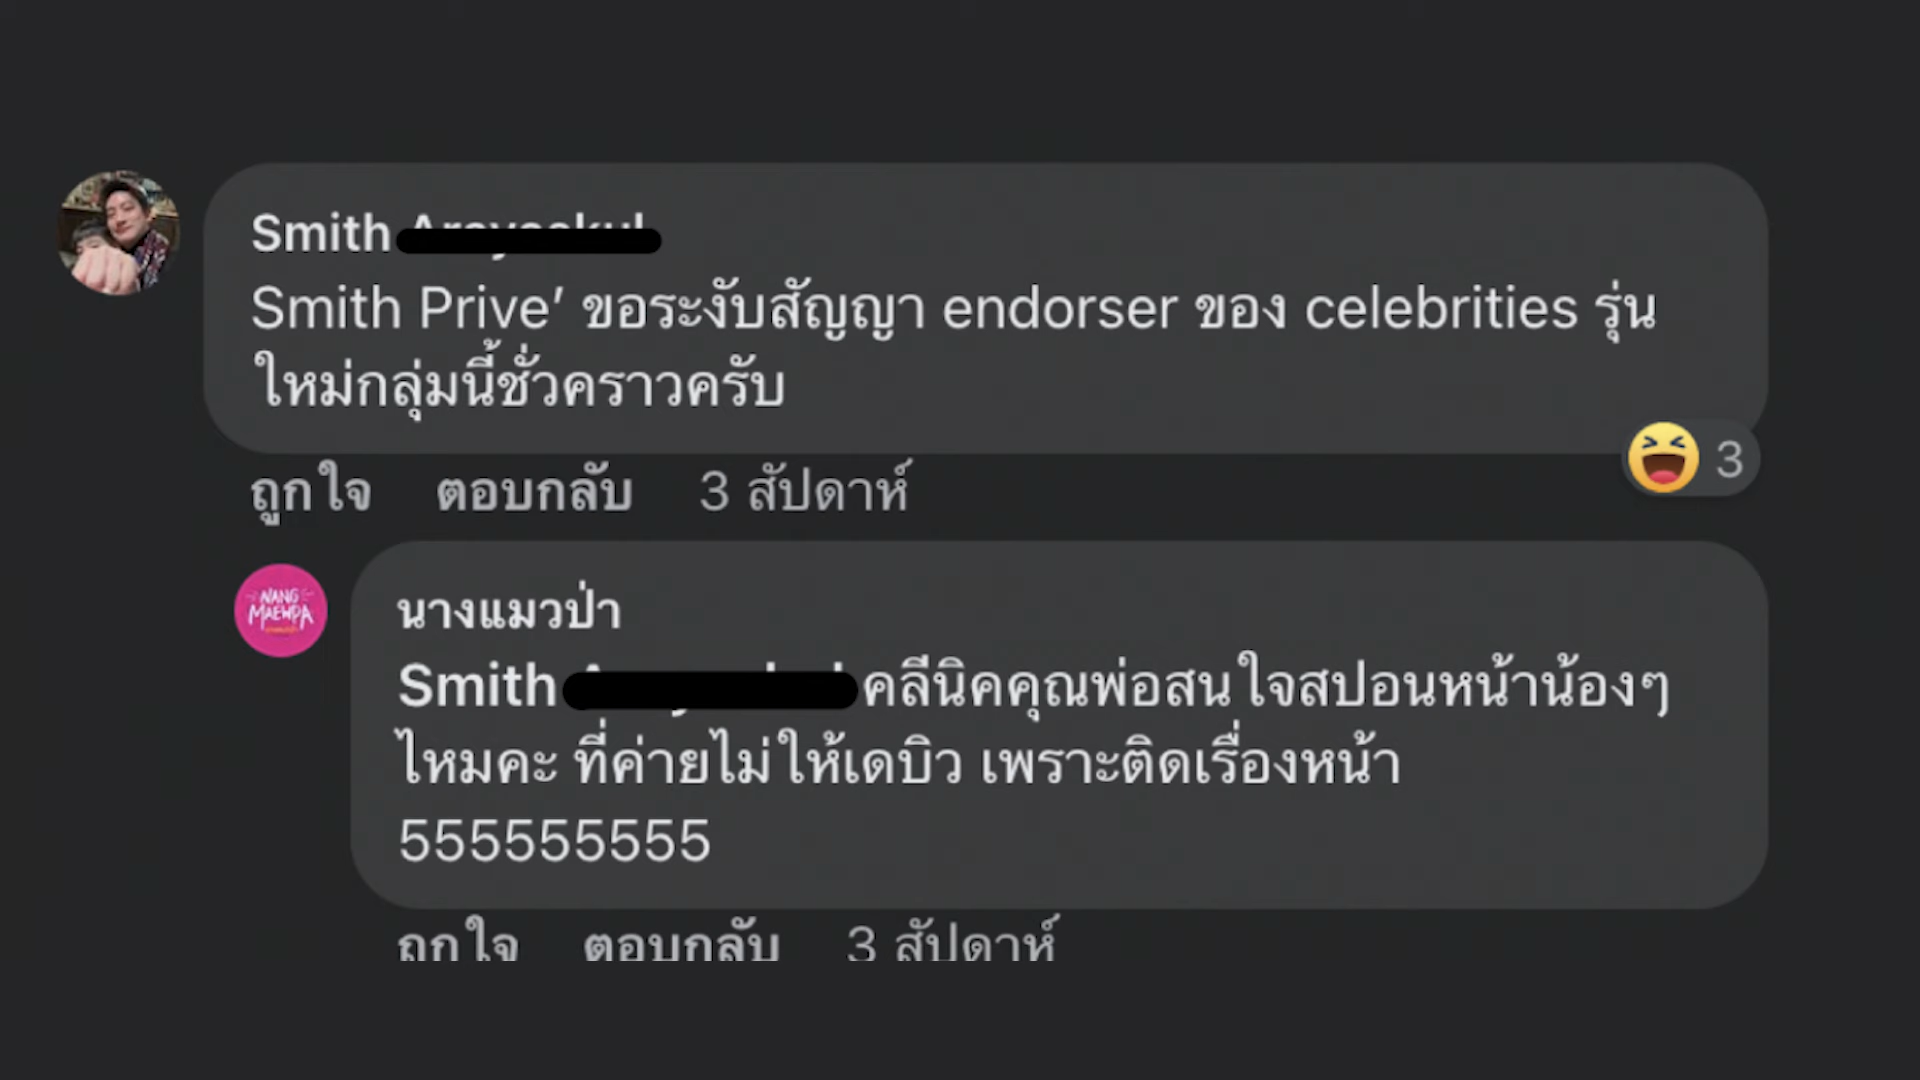 Smith
Smith Prive’ ขอระงับสัญญา endorser ของ celebrities รุ่น
ใหม่กลุ่มนี้ชั่วคราวครับ
3
ถูกใจ ตอบกลับ 3 สัปดาห์
NANG
MAEWPA
นางแมวป่า
Smith คลีนิคคุณพ่อสนใจสปอนหน้าน้องๆ
ไหมคะ ที่ค่ายไม่ให้เดบิว เพราะติดเรื่องหน้า
555555555
ถูกใจ ตอบกลับ 3 สัปดาห์